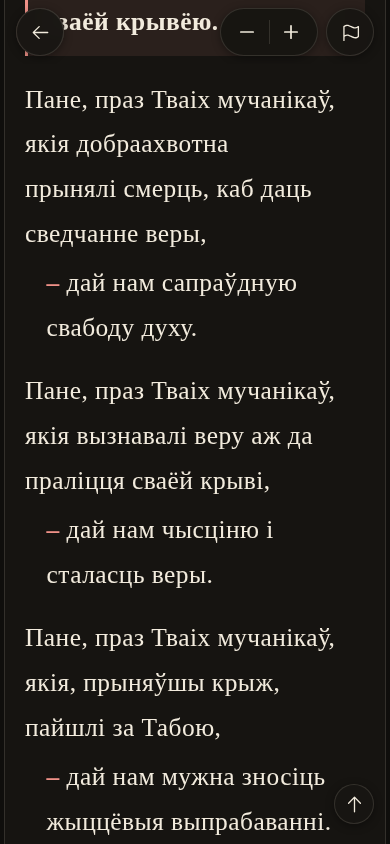 ваёй крывёю.
Пане, праз Тваіх мучанікаў,
якія добраахвотна
прынялі смерць, каб даць
сведчанне веры,
– дай нам сапраўдную
свабоду духу.
Пане, праз Тваіх мучанікаў,
якія вызнавалі веру аж да
праліцця сваёй крыві,
– дай нам чысціню і
сталасць веры.
Пане, праз Тваіх мучанікаў,
якія, прыняўшы крыж,
пайшлі за Табою,
– дай нам мужна зносіць
жыццёвыя выпрабаванні.